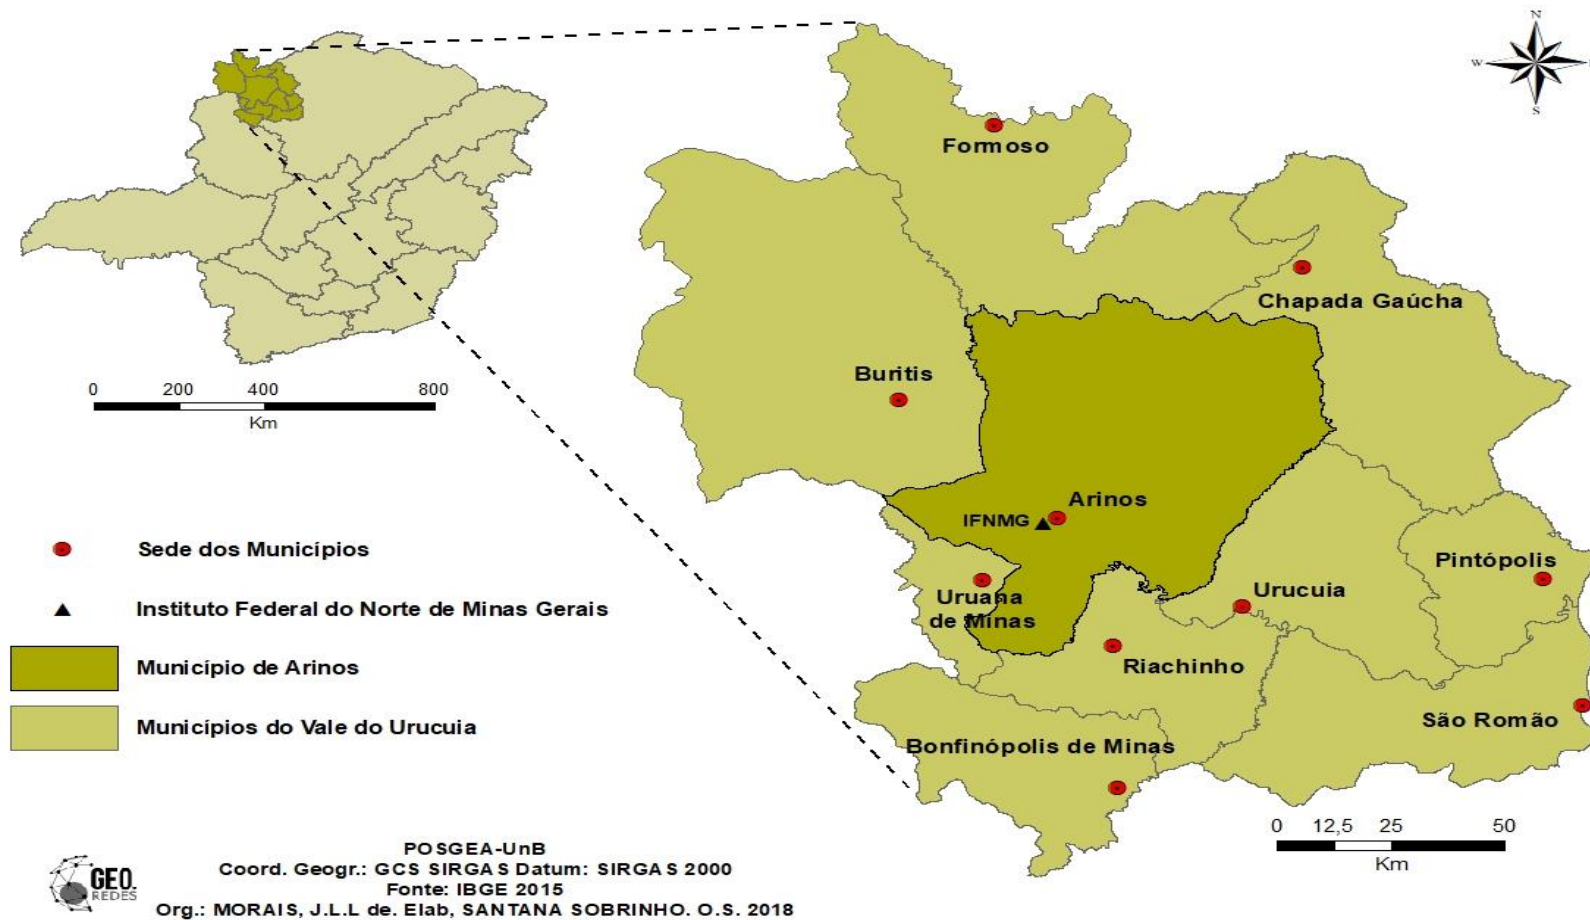 N
W
S
Formoso
Chapada Gaúcha
Buritis
Arinos
IFNMG
Pintópolis
Urucuia
Uruana
de Minas
Riachinho
São Romão
Bonfinópolis de Minas
0 200 400 800
Km
Sede dos Municípios
Instituto Federal do Norte de Minas Gerais
Município de Arinos
Municípios do Vale do Urucuia
0 12,5 25 50
Km
GEO.
REDES
POSGEA-UnB
Coord. Geogr.: GCS SIRGAS Datum: SIRGAS 2000
Fonte: IBGE 2015
Org.: MORAIS, J.L.L de. Elab, SANTANA SOBRINHO. O.S. 2018